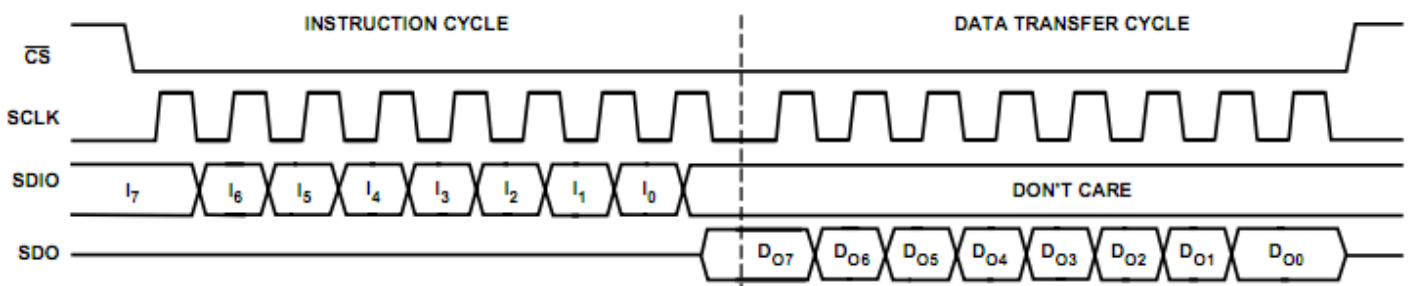 INSTRUCTION CYCLE DATA TRANSFER CYCLE
CS
SCLK
SDIO I7 I6 I5 I4 I3 I2 I1 I0 DON'T CARE
SDO DO7 DO6 DO5 DO4 DO3 DO2 DO1 DO0